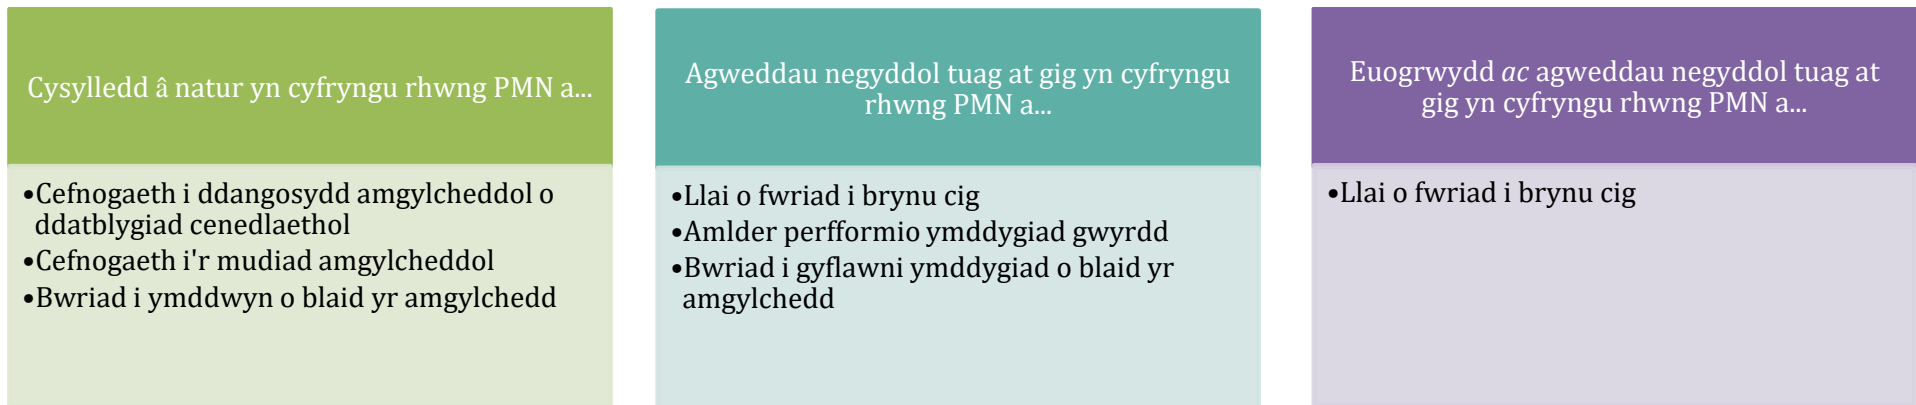 Cysylledd â natur yn cyfryngu rhwng PMN a...
•Cefnogaeth i ddangosydd amgylcheddol o
ddatblygiad cenedlaethol
•Cefnogaeth i'r mudiad amgylcheddol
•Bwriad i ymddwyn o blaid yr amgylchedd
Agweddau negyddol tuag at gig yn cyfryngu
rhwng PMN a...
•Llai o fwriad i brynu cig
•Amlder perfformio ymddygiad gwyrdd
•Bwriad i gyflawni ymddygiad o blaid yr
amgylchedd
Euogrwydd ac agweddau negyddol tuag at
gig yn cyfryngu rhwng PMN a...
•Llai o fwriad i brynu cig